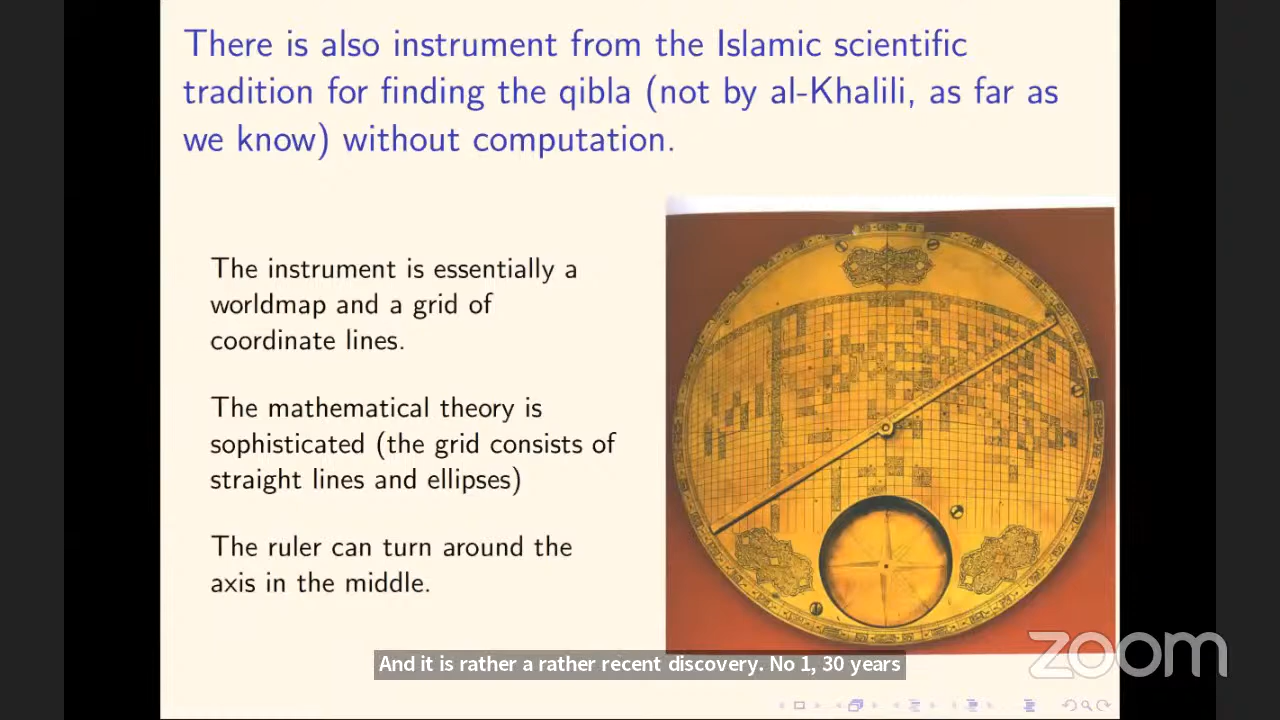 There is also instrument from the Islamic scientific
tradition for finding the qibla (not by al-Khalili, as far as
we know) without computation.
The instrument is essentially a
worldmap and a grid of
coordinate lines.
The mathematical theory is
sophisticated (the grid consists of
straight lines and ellipses)
The ruler can turn around the
axis in the middle.
And it is rather a rather recent discovery. No 1, 30 years
zoom